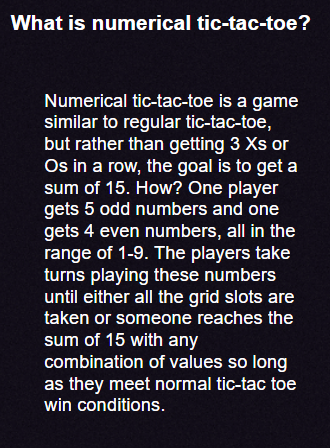 What is numerical tic-tac-toe?
Numerical tic-tac-toe is a game
similar to regular tic-tac-toe,
but rather than getting 3 Xs or
Os in a row, the goal is to get a
sum of 15. How? One player
gets 5 odd numbers and one
gets 4 even numbers, all in the
range of 1-9. The players take
turns playing these numbers
until either all the grid slots are
taken or someone reaches the
sum of 15 with any
combination of values so long
as they meet normal tic-tac toe
win conditions.